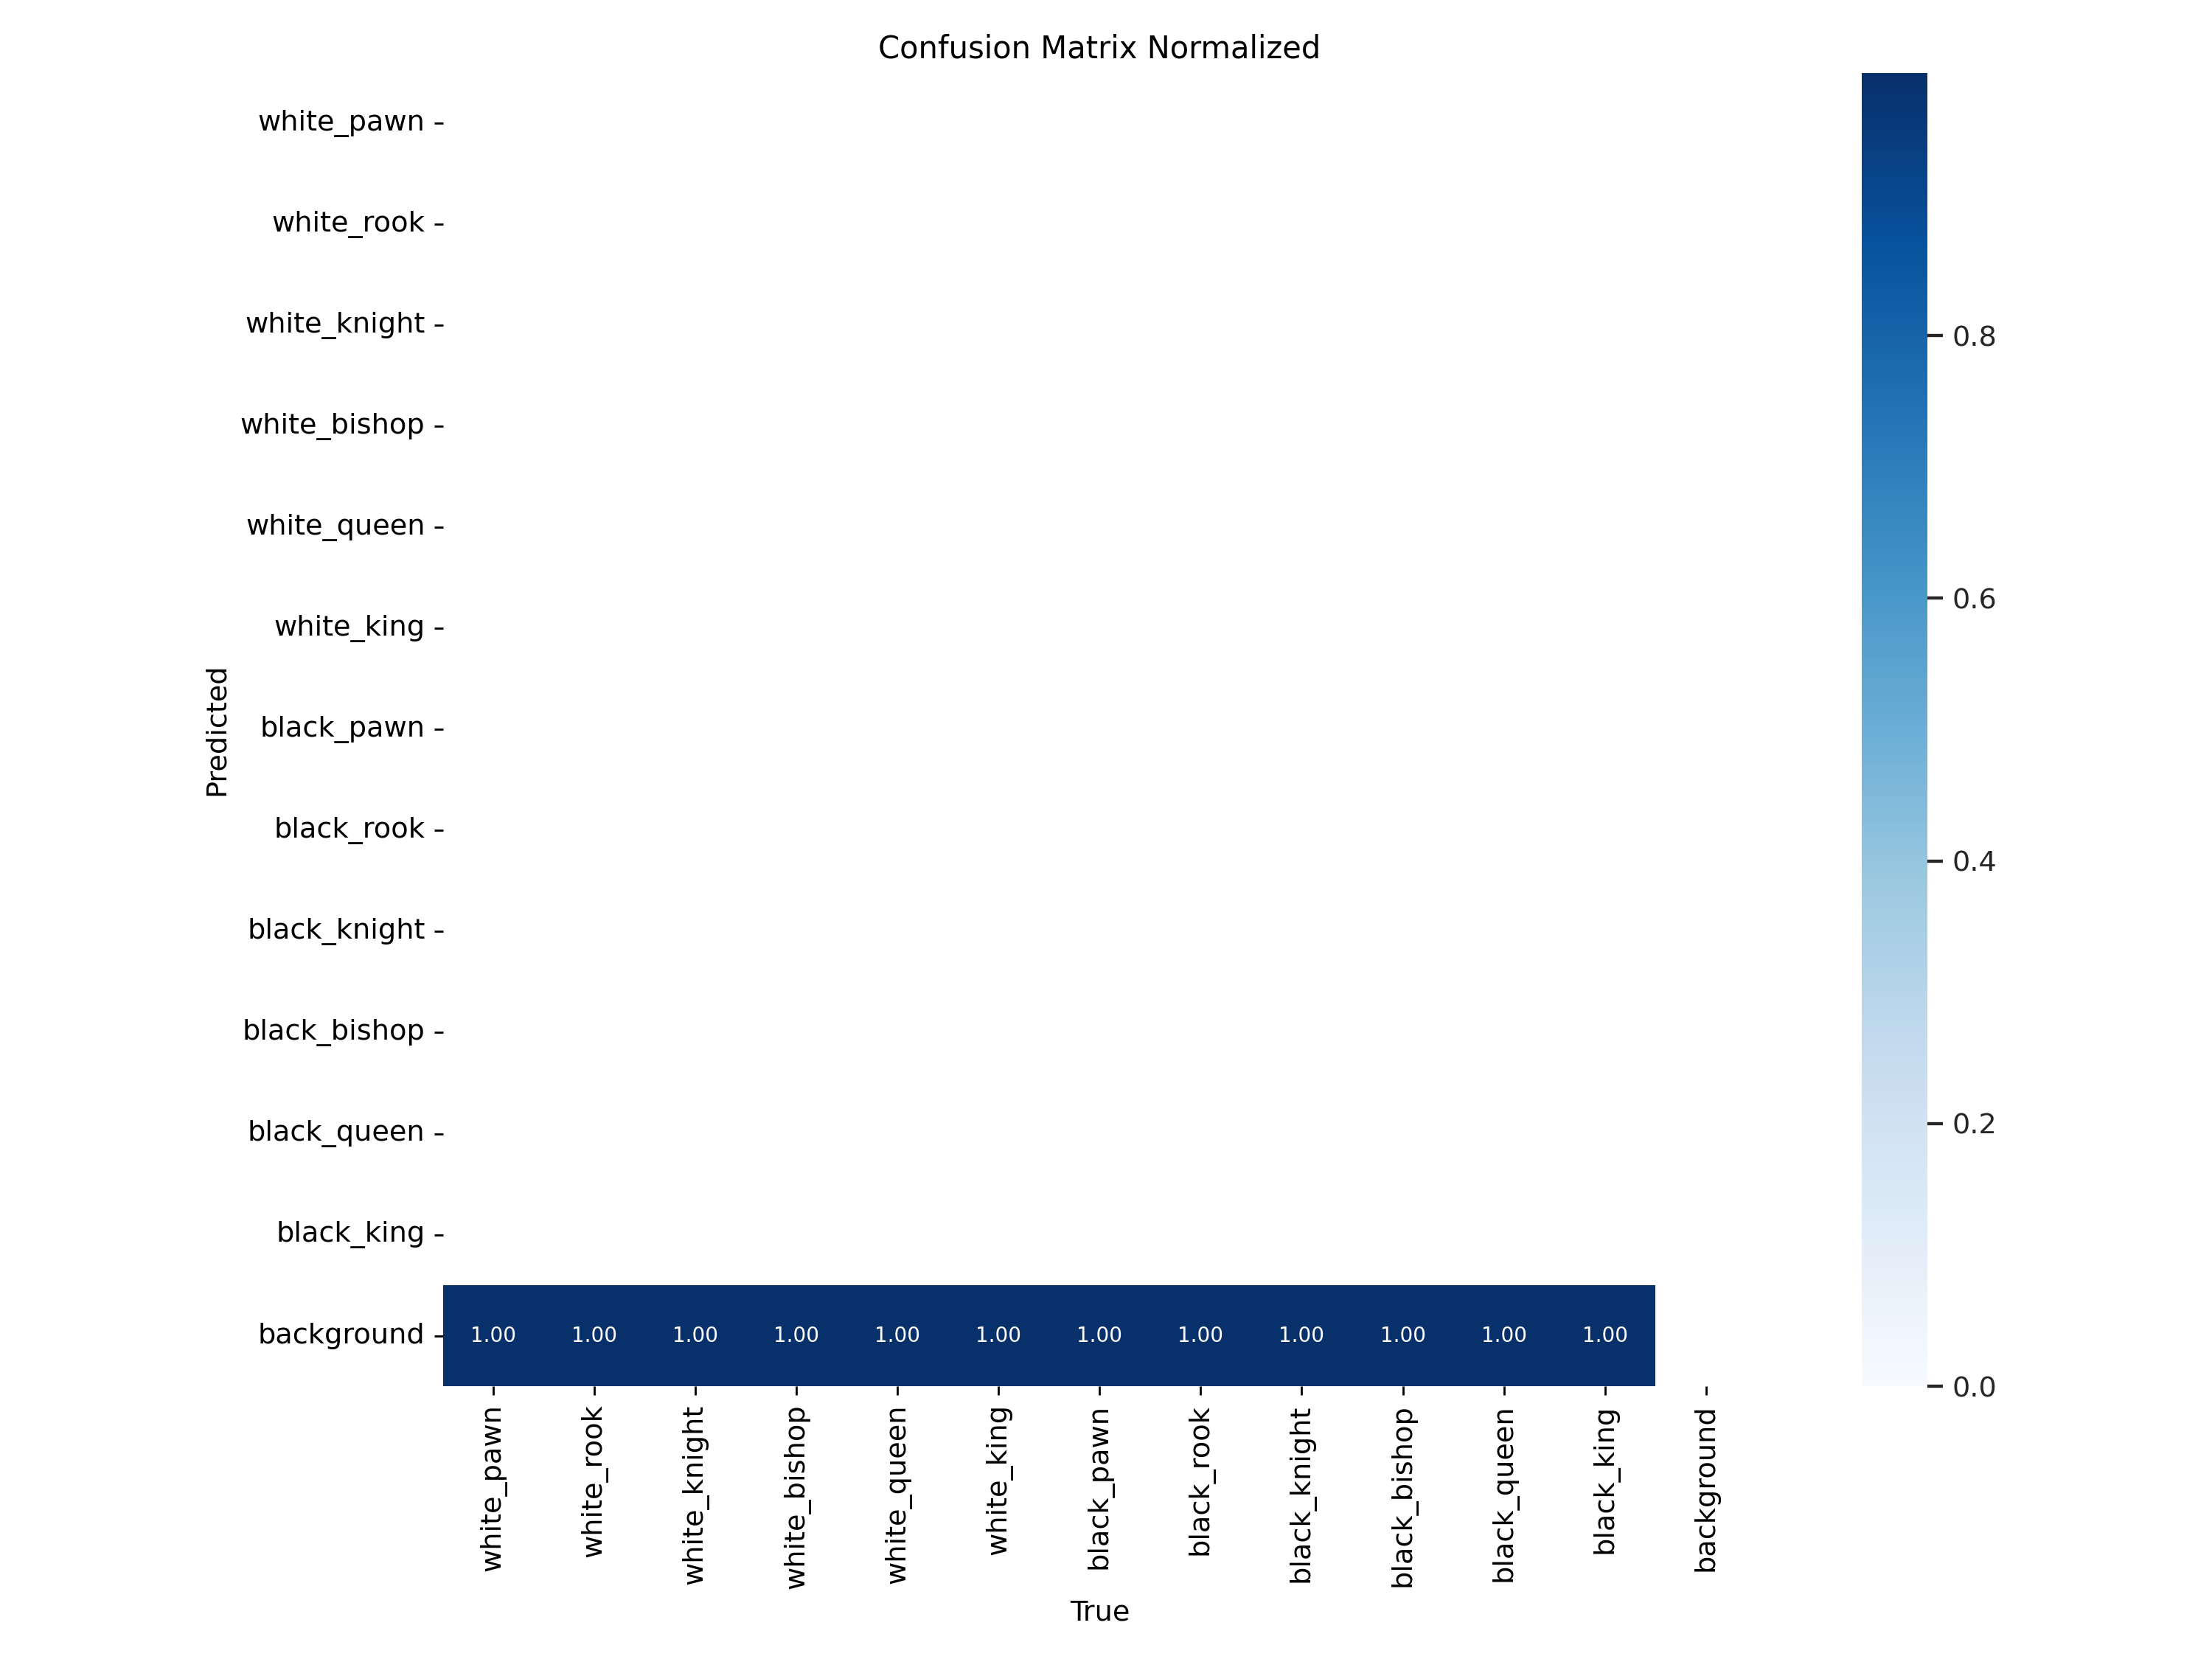 Confusion Matrix Normalized
white_pawn
white_rook
white_knight
white_bishop
white_queen
white_king
black_pawn
black_rook
black_knight
black_bishop
black_queen
black_king
background
Predicted
1.00 1.00 1.00 1.00 1.00 1.00 1.00 1.00 1.00 1.00 1.00 1.00
white_pawn
white_rook
white_knight
white_bishop
white_queen
white_king
black_pawn
black_rook
black_knight
black_bishop
black_queen
black_king
background
True
0.8
0.6
0.4
0.2
0.0